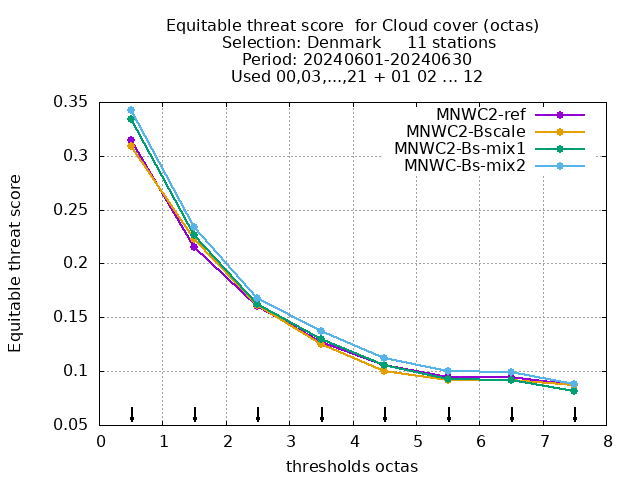 Equitable threat score  for Cloud cover (octas)
Selection: Denmark     11 stations
Period: 20240601-20240630
Used 00,03,...,21 + 01 02 ... 12
MNWC2-ref
MNWC2-Bscale
MNWC2-Bs-mix1
MNWC-Bs-mix2
Equitable threat score
0.35
0.3
0.25
0.2
0.15
0.1
0.05
0 1 2 3 4 5 6 7 8
thresholds octas